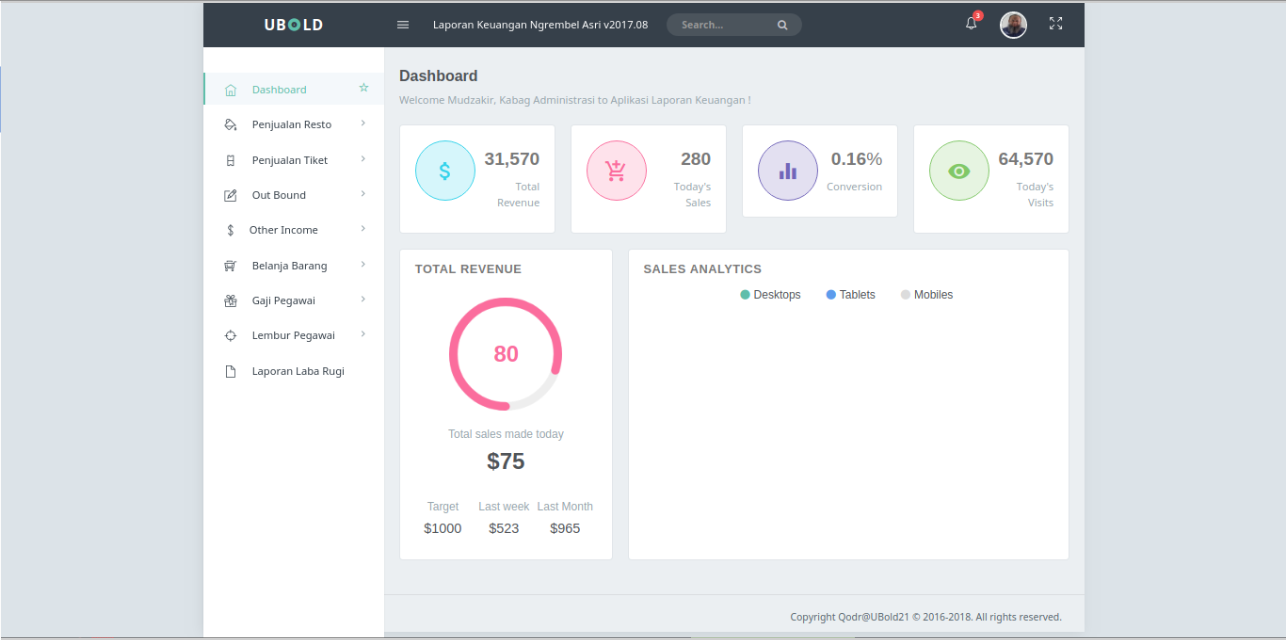 UBOLD
Laporan Keuangan Ngrembel Asri v2017.08
Search...
3
Dashboard
Penjualan Resto
Penjualan Tiket
Out Bound
Other Income
Belanja Barang
Gaji Pegawai
Lembur Pegawai
Laporan Laba Rugi
Dashboard
Welcome Mudzakir, Kabag Administrasi to Aplikasi Laporan Keuangan !
$
31,570
Total
Revenue
280
Today's
Sales
0.16%
Conversion
64,570
Today's
Visits
TOTAL REVENUE
80
Total sales made today
$75
Target Last week Last Month
$1000 $523 $965
SALES ANALYTICS
Desktops Tablets Mobiles
Copyright Qodr@UBold21 © 2016-2018. All rights reserved.